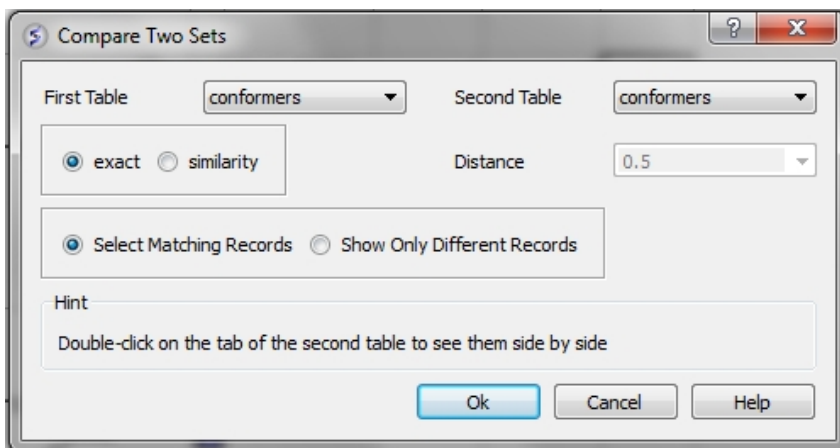 Compare Two Sets
First Table conformers Second Table conformers
exact similarity Distance 0.5
Select Matching Records Show Only Different Records
Hint
Double-click on the tab of the second table to see them side by side
Ok Cancel Help